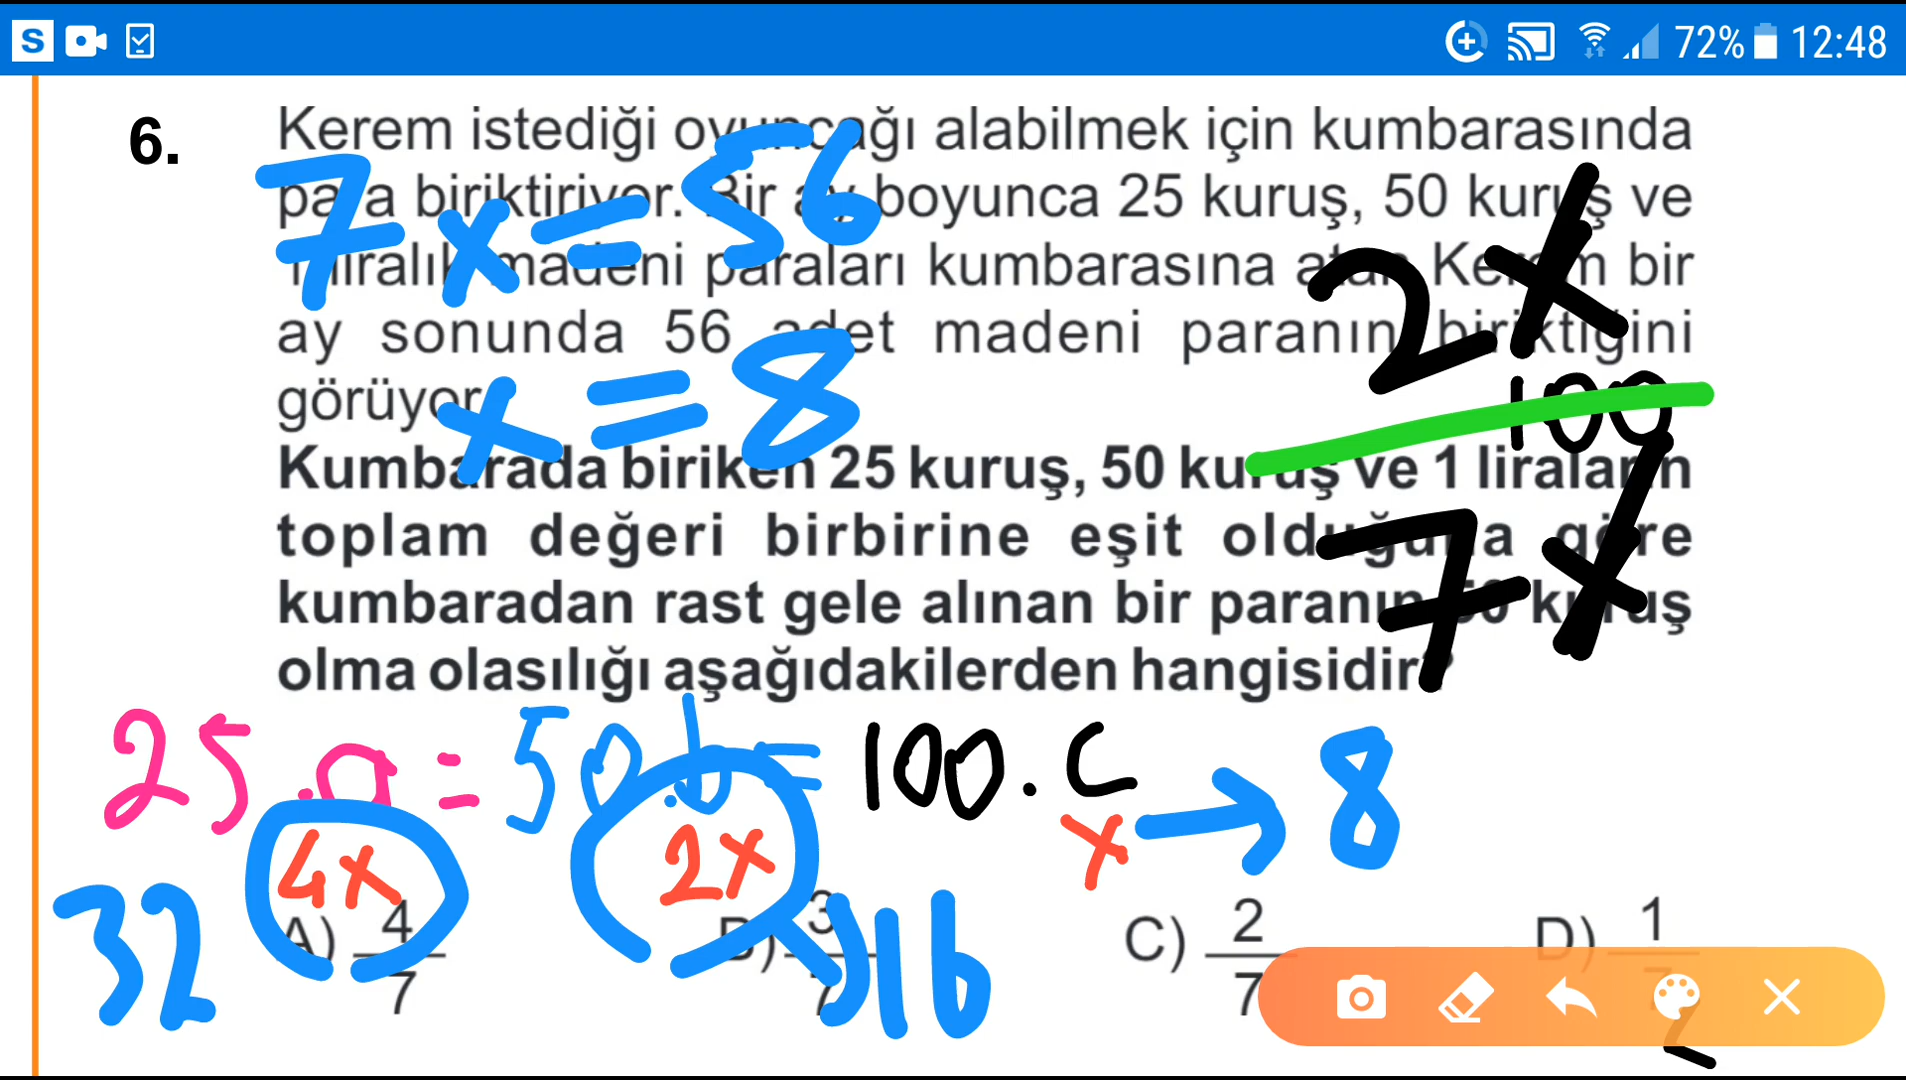 S 72% 12:48
6. Kerem istediği oyuncağı alabilmek için kumbarasında
para biriktiriyor. Bir ay boyunca 25 kuruş, 50 kuruş ve
1 liralık madeni paraları kumbarasına atan Kerem bir
ay sonunda 56 adet madeni paranın biriktiğini
görüyor.
Kumbarada biriken 25 kuruş, 50 kuruş ve 1 liraların
toplam değeri birbirine eşit olduğuna göre
kumbaradan rast gele alınan bir paranın 50 kuruş
olma olasılığı aşağıdakilerden hangisidir?
7x = 56
x = 8
2x
100
7x
25.a = 50.b = 100.c
4x 2x x → 8
32 16
A) 4/7 B) 3/7 C) 2/7 D) 1/7